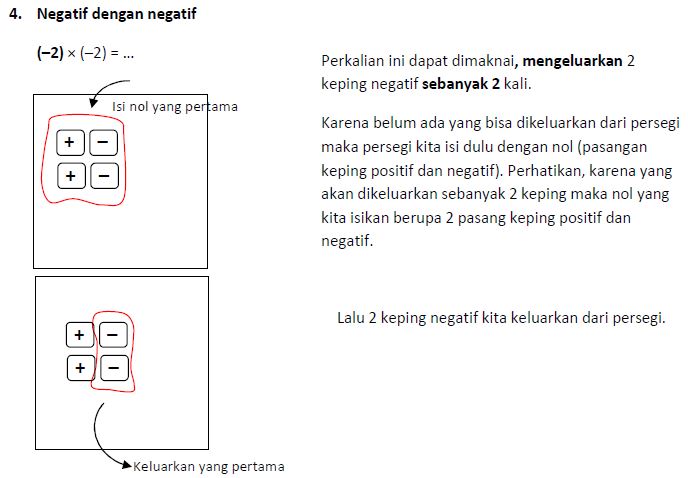 4. Negatif dengan negatif
(−2) × (−2) = ...
Perkalian ini dapat dimaknai, mengeluarkan 2
keping negatif sebanyak 2 kali.
Isi nol yang pertama
+ −
+ −
Karena belum ada yang bisa dikeluarkan dari persegi
maka persegi kita isi dulu dengan nol (pasangan
keping positif dan negatif). Perhatikan, karena yang
akan dikeluarkan sebanyak 2 keping maka nol yang
kita isikan berupa 2 pasang keping positif dan
negatif.
+ −
+ −
Lalu 2 keping negatif kita keluarkan dari persegi.
Keluarkan yang pertama